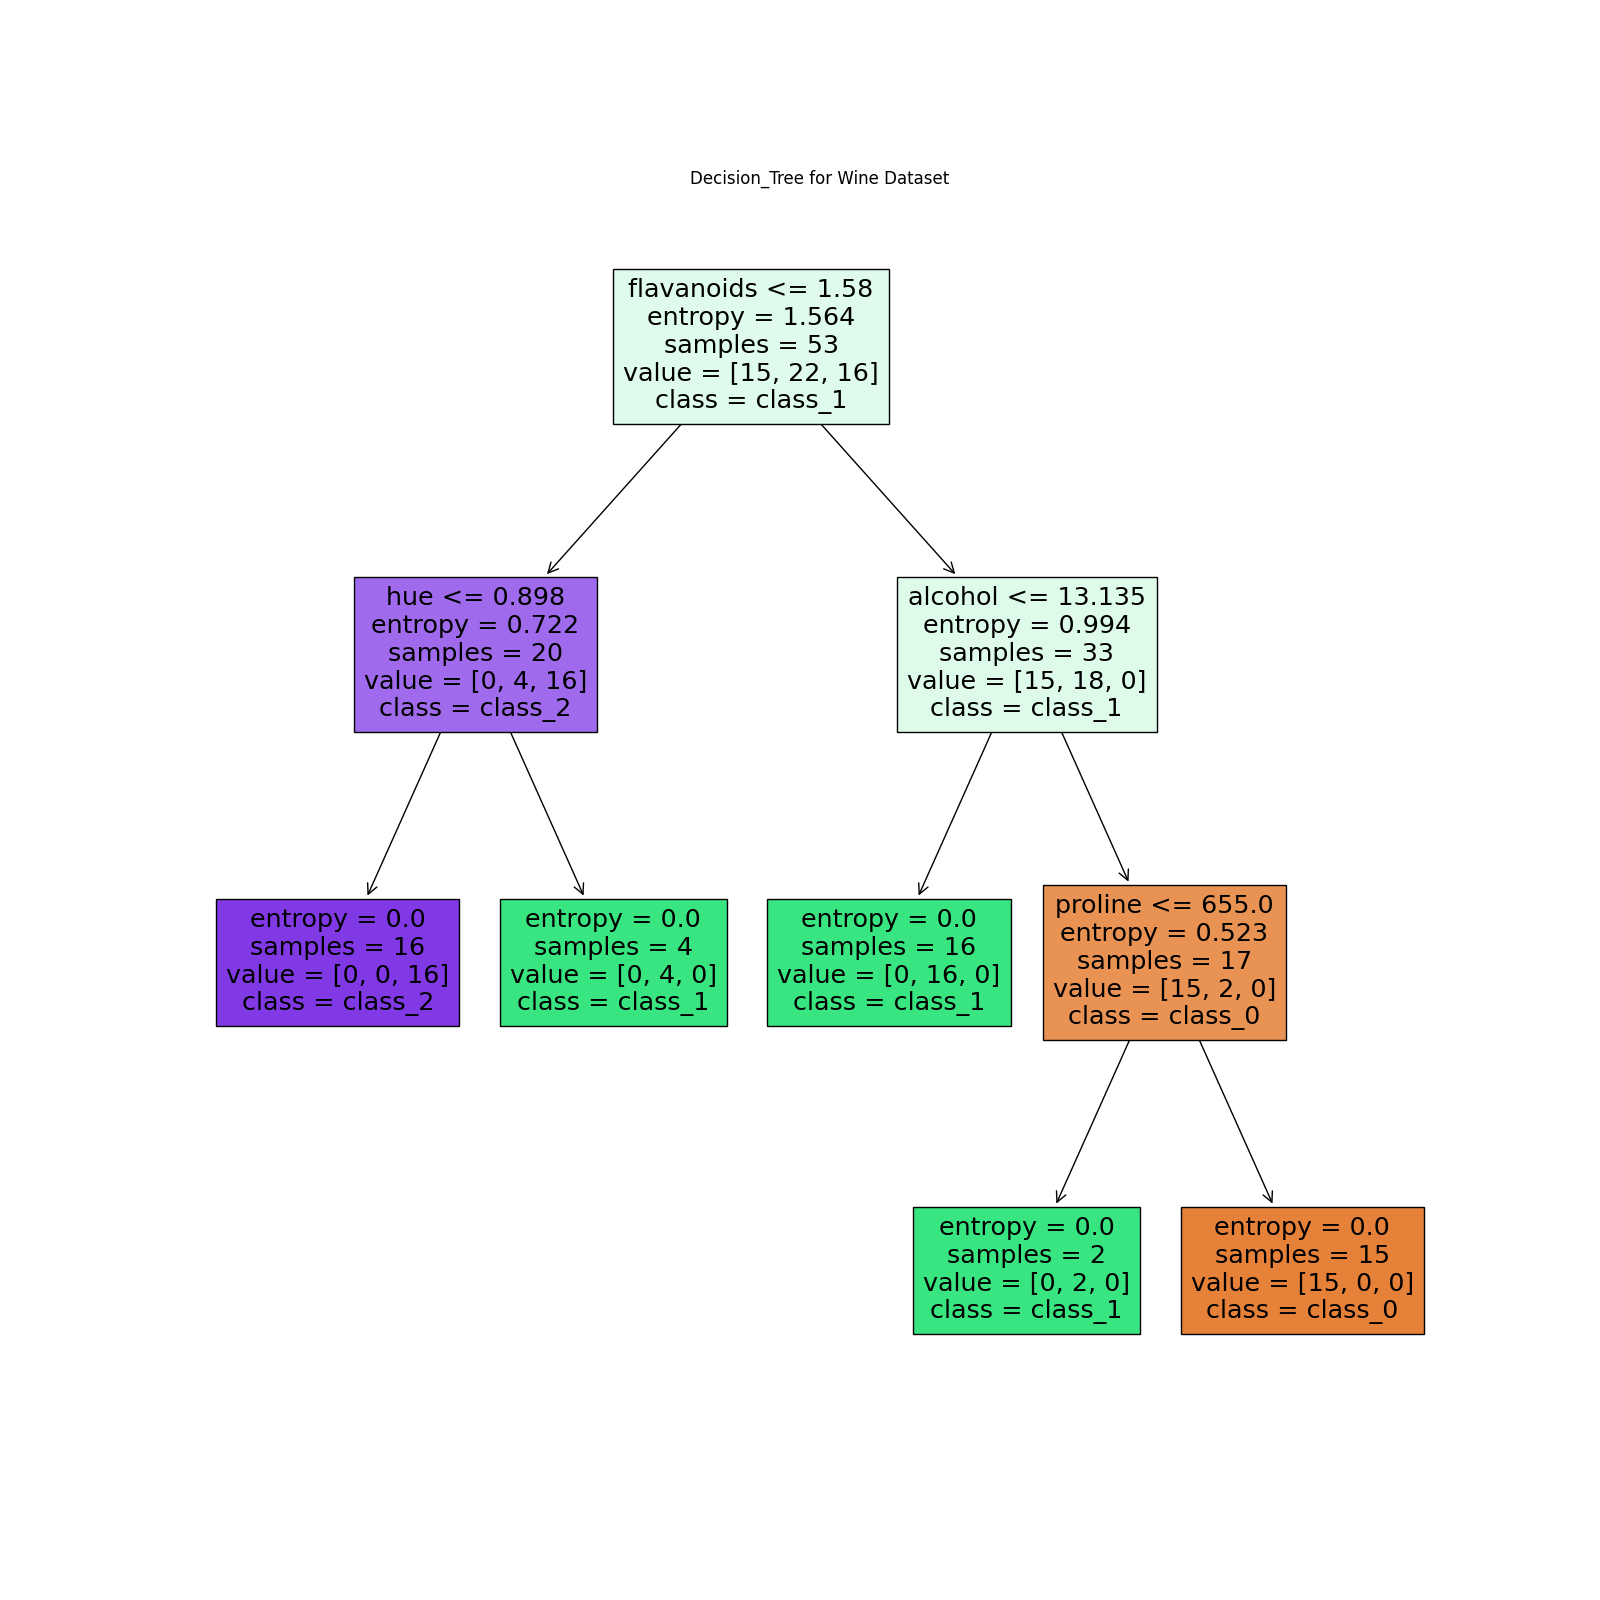 Decision_Tree for Wine Dataset
flavanoids <= 1.58
entropy = 1.564
samples = 53
value = [15, 22, 16]
class = class_1
hue <= 0.898
entropy = 0.722
samples = 20
value = [0, 4, 16]
class = class_2
alcohol <= 13.135
entropy = 0.994
samples = 33
value = [15, 18, 0]
class = class_1
entropy = 0.0
samples = 16
value = [0, 0, 16]
class = class_2
entropy = 0.0
samples = 4
value = [0, 4, 0]
class = class_1
entropy = 0.0
samples = 16
value = [0, 16, 0]
class = class_1
proline <= 655.0
entropy = 0.523
samples = 17
value = [15, 2, 0]
class = class_0
entropy = 0.0
samples = 2
value = [0, 2, 0]
class = class_1
entropy = 0.0
samples = 15
value = [15, 0, 0]
class = class_0